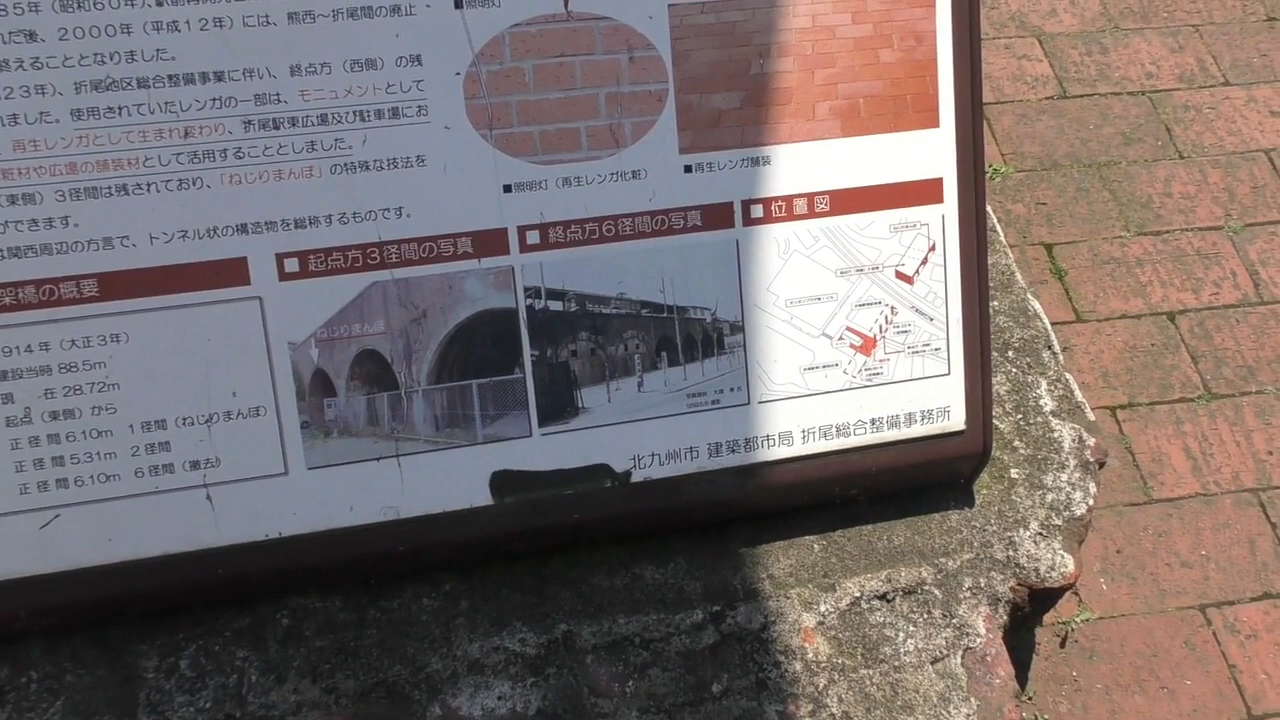 85年（昭和60年）、駅前再開
れた後、2000年（平成12年）には、熊西～折尾間の廃止
終えることとなりました。
23年）、折尾地区総合整備事業に伴い、終点方（西側）の残
れました。使用されていたレンガの一部は、モニュメントとして
、再生レンガとして生まれ変わり、折尾駅東広場及び駐車場にお
粧材や広場の舗装材として活用することとしました。
（東側）3径間は残されており、「ねじりまんぽ」の特殊な技法を
ができます。
は関西周辺の方言で、トンネル状の構造物を総称するものです。
■照明灯
■照明灯（再生レンガ化粧）
■再生レンガ舗装
架橋の概要
914年（大正3年）
建設当時 88.5m
現　在 28.72m
起点（東側）から
正径間 6.10m 1径間（ねじりまんぽ）
正径間 5.31m 2径間
正径間 6.10m 6径間（撤去）
起点方3径間の写真
ねじりまんぽ
終点方6径間の写真
位置図
北九州市 建築都市局 折尾総合整備事務所